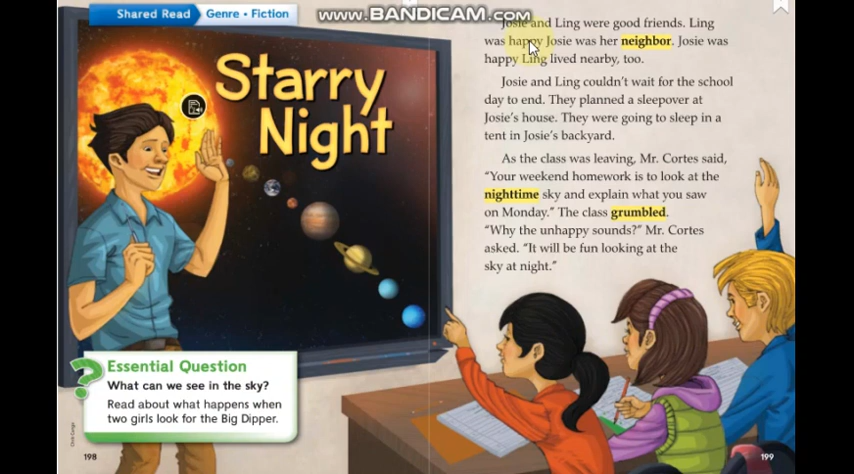 Shared Read Genre • Fiction
www.BANDICAM.com
Starry
Night
Josie and Ling were good friends. Ling
was happy Josie was her neighbor. Josie was
happy Ling lived nearby, too.
Josie and Ling couldn't wait for the school
day to end. They planned a sleepover at
Josie's house. They were going to sleep in a
tent in Josie's backyard.
As the class was leaving, Mr. Cortes said,
"Your weekend homework is to look at the
nighttime sky and explain what you saw
on Monday." The class grumbled.
"Why the unhappy sounds?" Mr. Cortes
asked. "It will be fun looking at the
sky at night."
? Essential Question
What can we see in the sky?
Read about what happens when
two girls look for the Big Dipper.
198
199